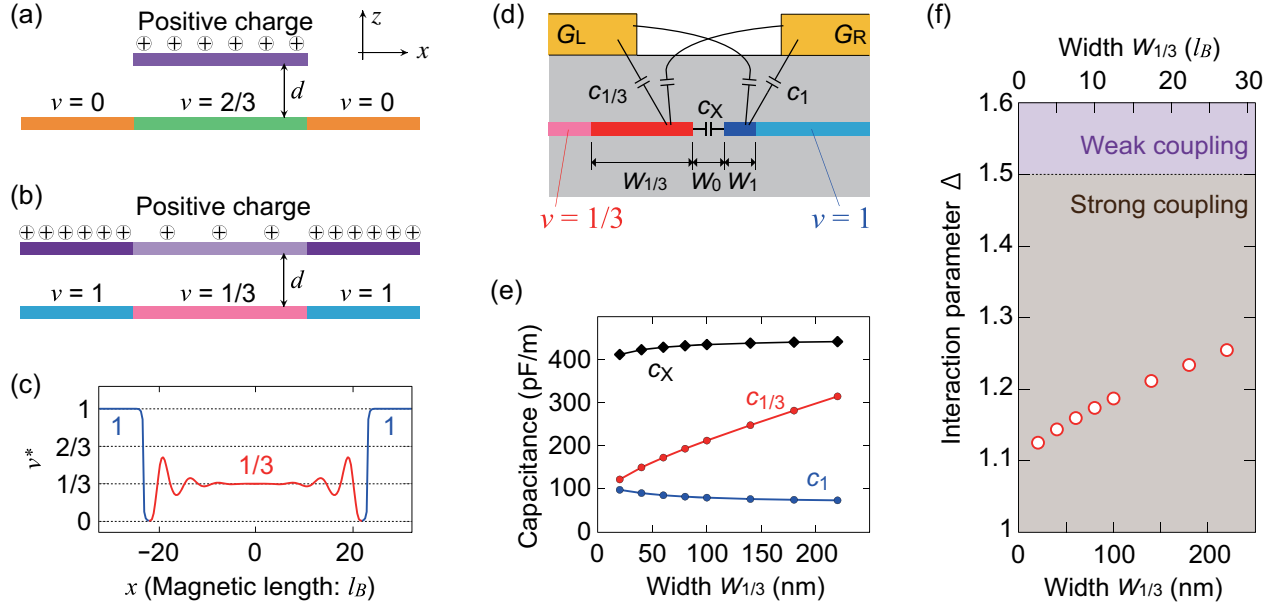 (a)
Positive charge
z
x
d
ν = 0
ν = 2/3
ν = 0
(b)
Positive charge
d
ν = 1
ν = 1/3
ν = 1
(c)
ν*
1
2/3
1/3
0
1
1/3
1
−20
0
20
x (Magnetic length: lB)
(d)
GL
GR
c1/3
cX
c1
W1/3
W0
W1
ν = 1/3
ν = 1
(e)
Capacitance (pF/m)
400
300
200
100
0
cX
c1/3
c1
0
50
100
150
200
Width W1/3 (nm)
(f)
Width W1/3 (lB)
0
10
20
30
Interaction parameter Δ
1.6
1.5
1.4
1.3
1.2
1.1
1
Weak coupling
Strong coupling
0
100
200
Width W1/3 (nm)